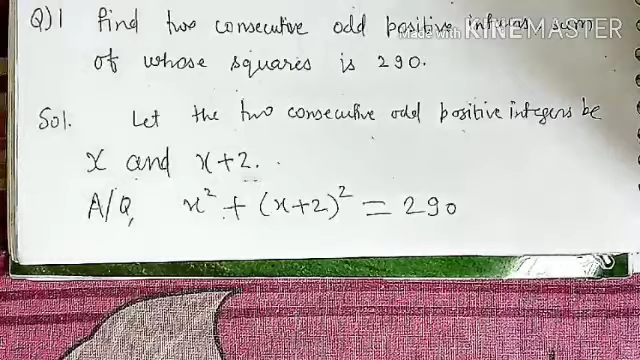 Q)1 Find two consecutive odd positive sum
Made with KINEMASTER
of whose squares is 290.
Sol. Let the two consecutive odd positive integers be
x and x+2.
A/Q, x² + (x+2)² = 290